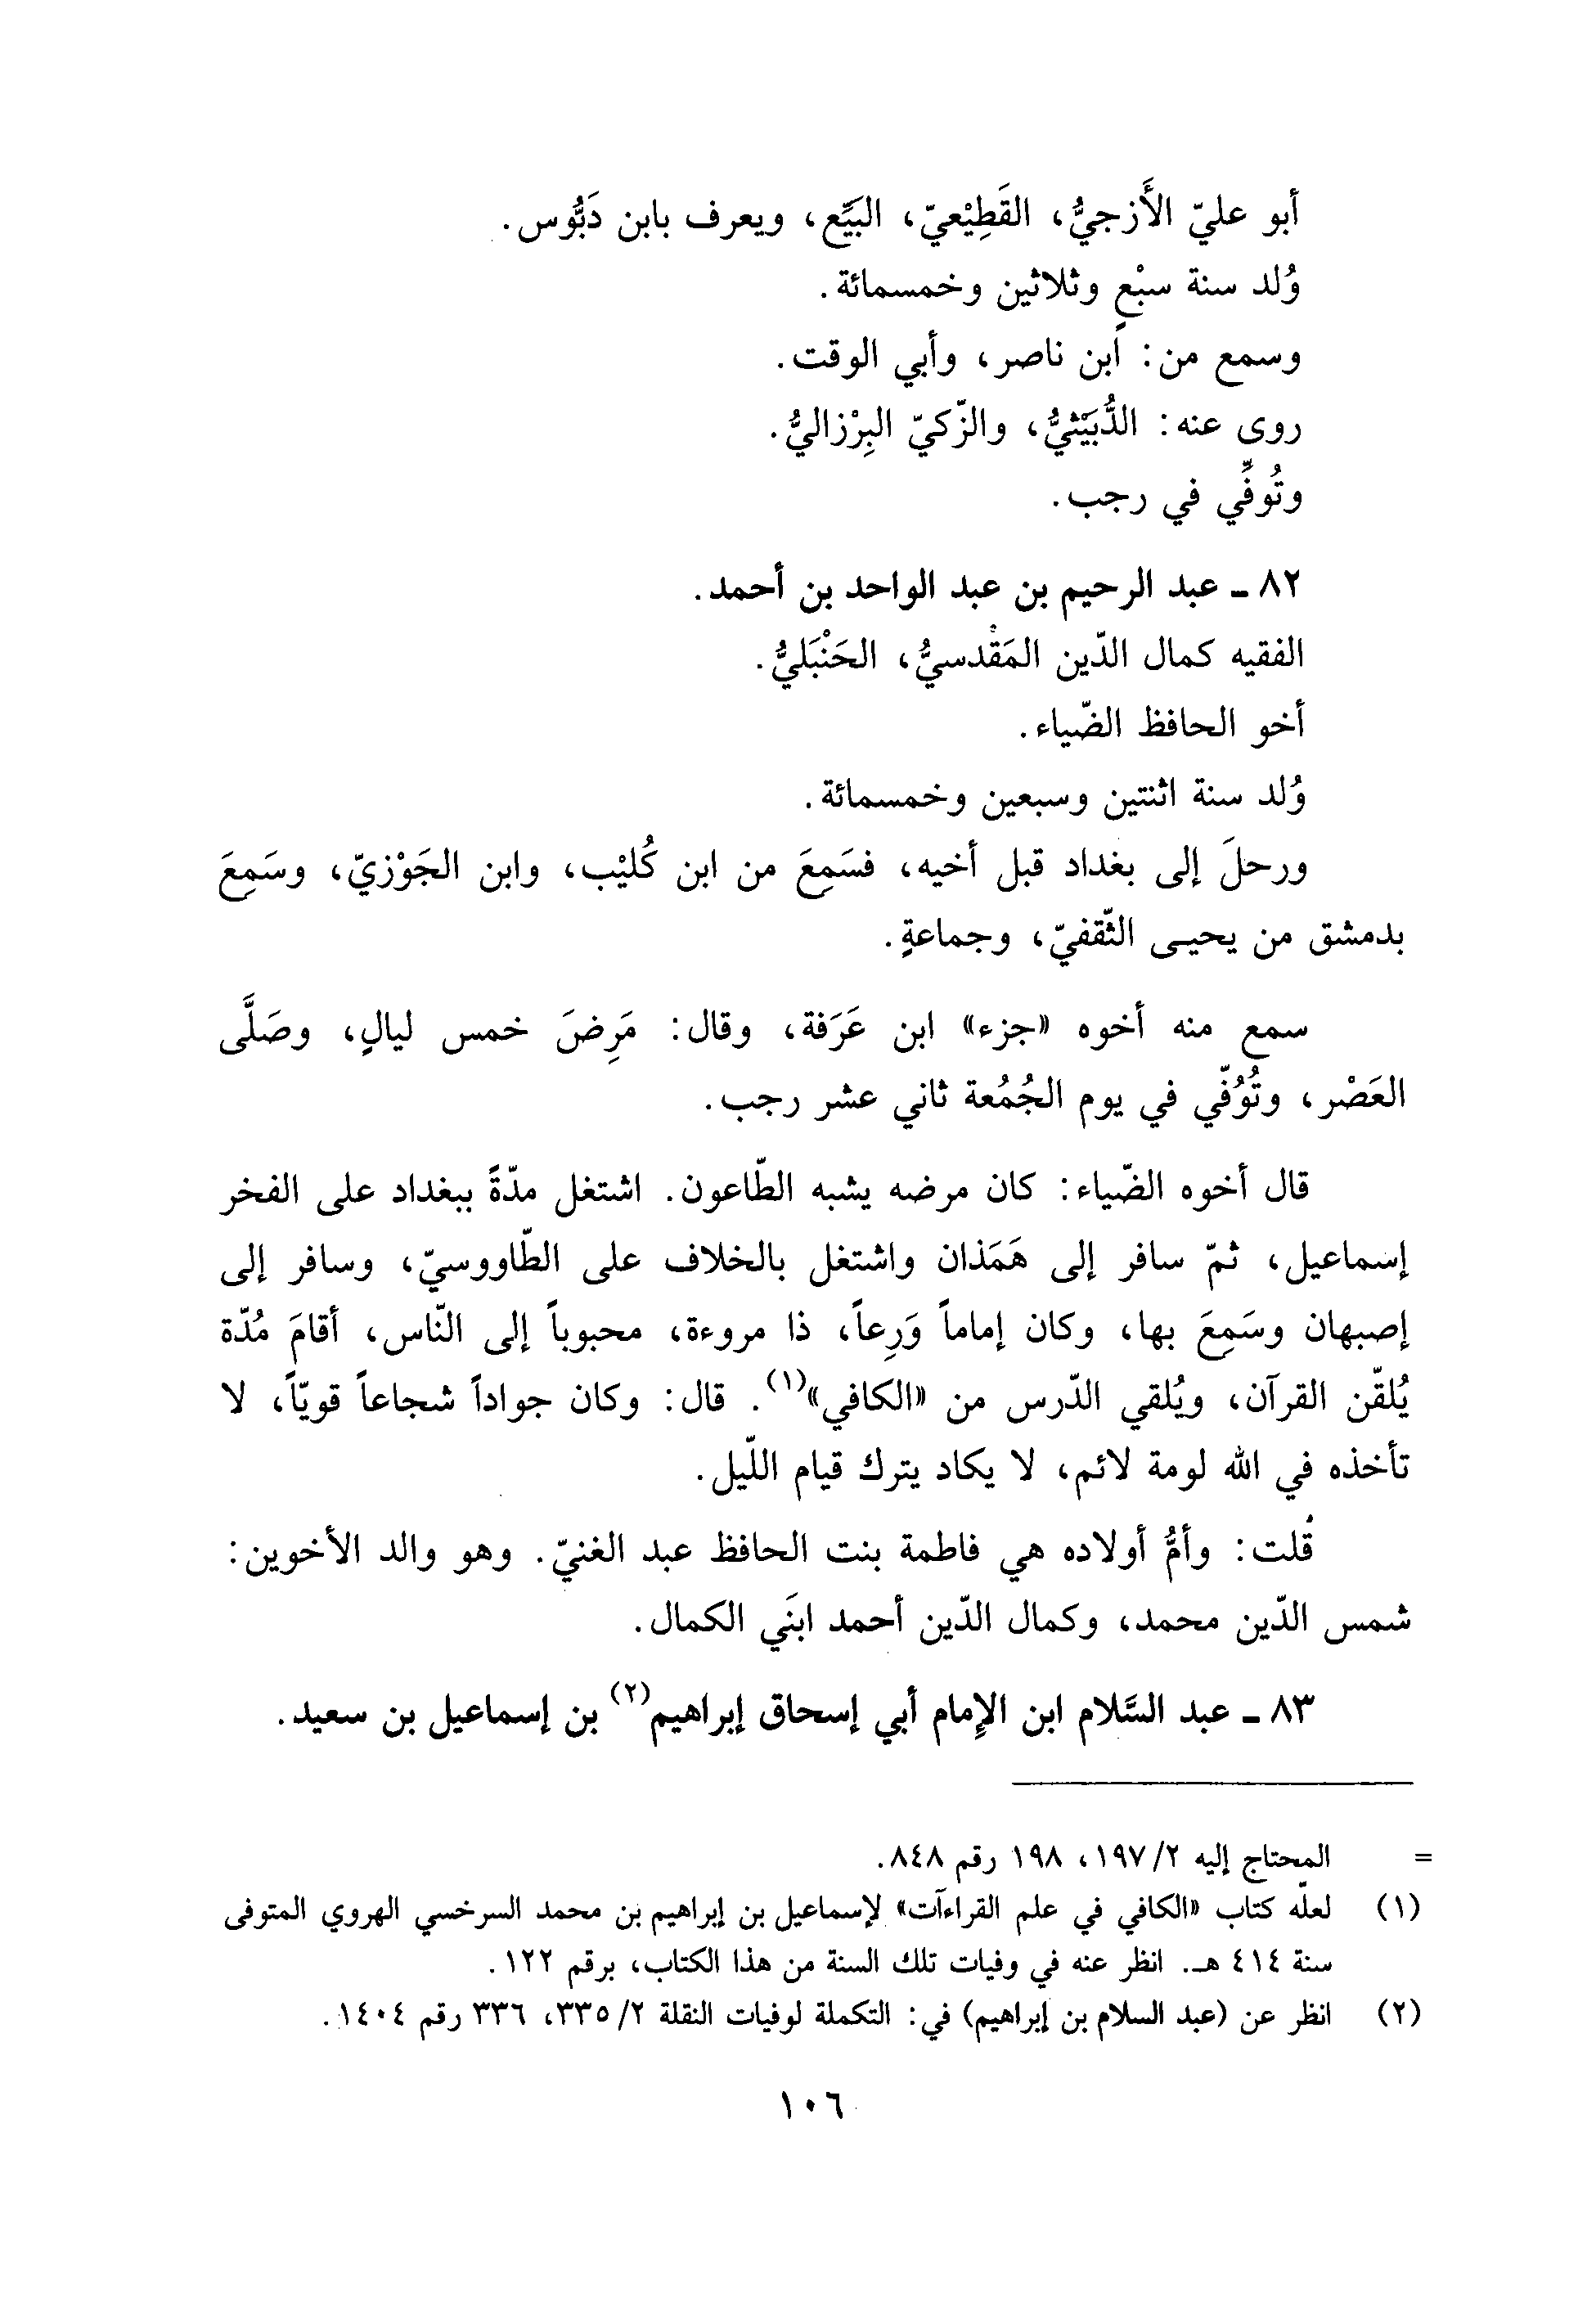 أبو عليّ الأَزجيُّ، القَطِيْعيّ، البَيِّع، ويعرف بابن دَبُّوس.
وُلد سنة سبْعٍ وثلاثين وخمسمائة.
وسمع من: ابن ناصر، وأبي الوقت.
روى عنه: الدُّبَيْثيُّ، والزّكيّ البِرْزاليُّ.
وتُوفِّي في رجب.
٨٢ ـ عبد الرحيم بن عبد الواحد بن أحمد.
الفقيه كمال الدّين المَقْدسيُّ، الحَنْبَليُّ.
أخو الحافظ الضّياء.
وُلد سنة اثنتين وسبعين وخمسمائة.
ورحلَ إلى بغداد قبل أخيه، فسَمِعَ من ابن كُلَيْب، وابن الجَوْزيّ، وسَمِعَ
بدمشق من يحيـى الثّقفيّ، وجماعةٍ.
سمع منه أخوه «جزء» ابن عَرَفة، وقال: مَرِضَ خمس ليالٍ، وصَلَّى
العَصْر، وتُوُفّي في يوم الجُمُعة ثاني عشر رجب.
قال أخوه الضّياء: كان مرضه يشبه الطّاعون. اشتغل مدّةً ببغداد على الفخر
إسماعيل، ثمّ سافر إلى هَمَذان واشتغل بالخلاف على الطّاووسيّ، وسافر إلى
إصبهان وسَمِعَ بها، وكان إماماً وَرِعاً، ذا مروءة، محبوباً إلى النّاس، أقامَ مُدّة
يُلقّن القرآن، ويُلقي الدّرس من «الكافي»(١). قال: وكان جواداً شجاعاً قويّاً، لا
تأخذه في الله لومة لائم، لا يكاد يترك قيام اللّيل.
قُلت: وأمُّ أولاده هي فاطمة بنت الحافظ عبد الغنيّ. وهو والد الأخوين:
شمس الدّين محمد، وكمال الدّين أحمد ابنَي الكمال.
٨٣ ـ عبد السَّلام ابن الإمام أبي إسحاق إبراهيم(٢) بن إسماعيل بن سعيد.
= المحتاج إليه ٢/ ١٩٧، ١٩٨ رقم ٨٤٨.
(١) لعلّه كتاب «الكافي في علم القراءآت» لإسماعيل بن إبراهيم بن محمد السرخسي الهروي المتوفى
سنة ٤١٤ هـ. انظر عنه في وفيات تلك السنة من هذا الكتاب، برقم ١٢٢.
(٢) انظر عن (عبد السلام بن إبراهيم) في: التكملة لوفيات النقلة ٢/ ٣٣٥، ٣٣٦ رقم ١٤٠٤.
١٠٦